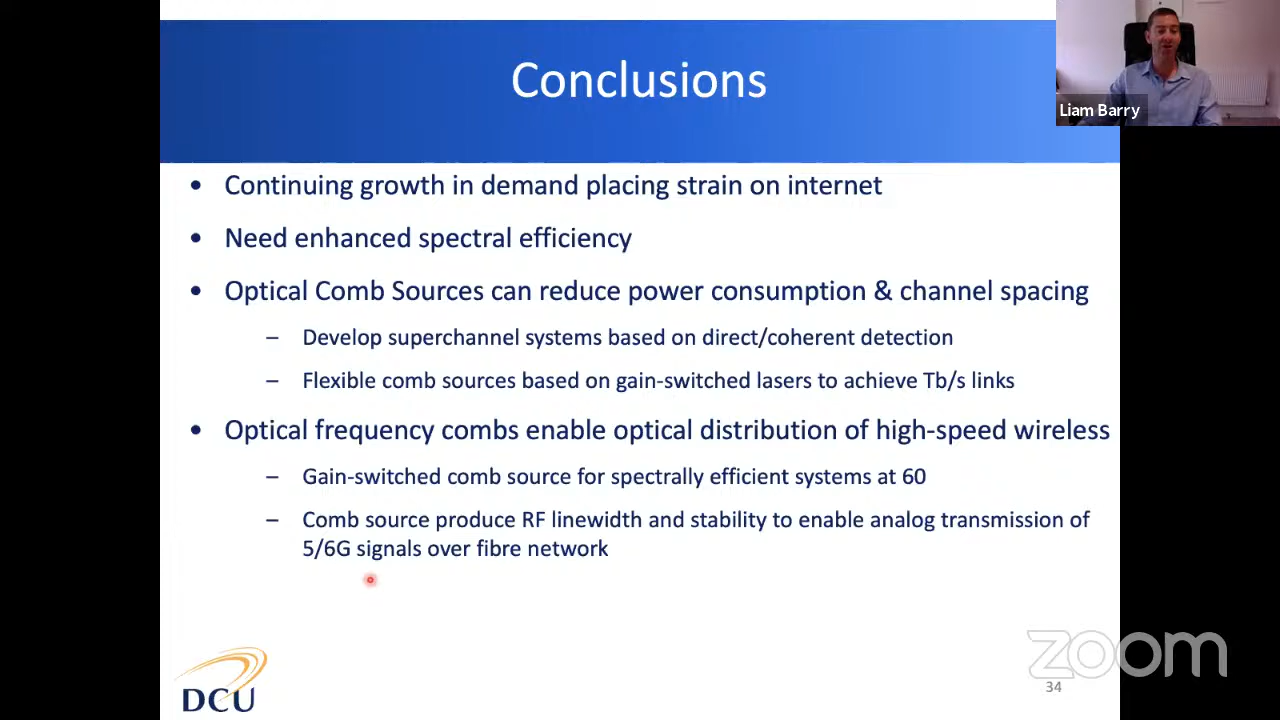 Conclusions
Liam Barry
• Continuing growth in demand placing strain on internet
• Need enhanced spectral efficiency
• Optical Comb Sources can reduce power consumption & channel spacing
– Develop superchannel systems based on direct/coherent detection
– Flexible comb sources based on gain-switched lasers to achieve Tb/s links
• Optical frequency combs enable optical distribution of high-speed wireless
– Gain-switched comb source for spectrally efficient systems at 60
– Comb source produce RF linewidth and stability to enable analog transmission of
5/6G signals over fibre network
DCU
zoom
34